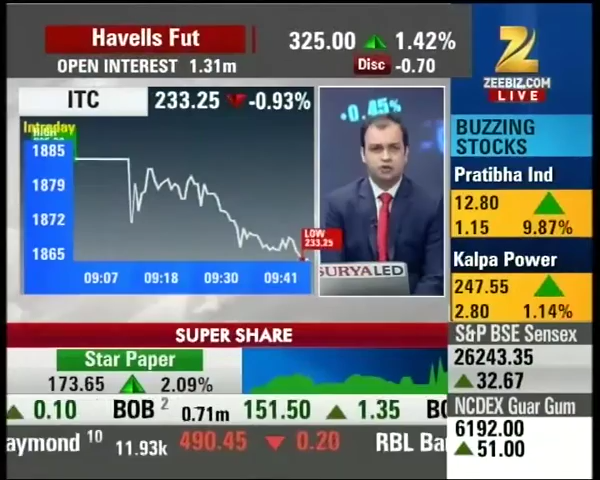 Havells Fut
325.00 1.42%
OPEN INTEREST 1.31m
Disc -0.70
ZEEBIZ.COM
LIVE
ITC 233.25 -0.93%
Intraday
1885
1879
1872
1865
09:07 09:18 09:30 09:41
LOW
233.25
+0.45%
SURYALED
BUZZING
STOCKS
Pratibha Ind
12.80
1.15 9.87%
Kalpa Power
247.55
2.80 1.14%
SUPER SHARE
Star Paper
173.65 2.09%
S&P BSE Sensex
26243.35
32.67
NCDEX Guar Gum
6192.00
51.00
0.10 BOB 2 0.71m 151.50 1.35 BO
aymond 10 11.93k 490.45 0.20 RBL Ba